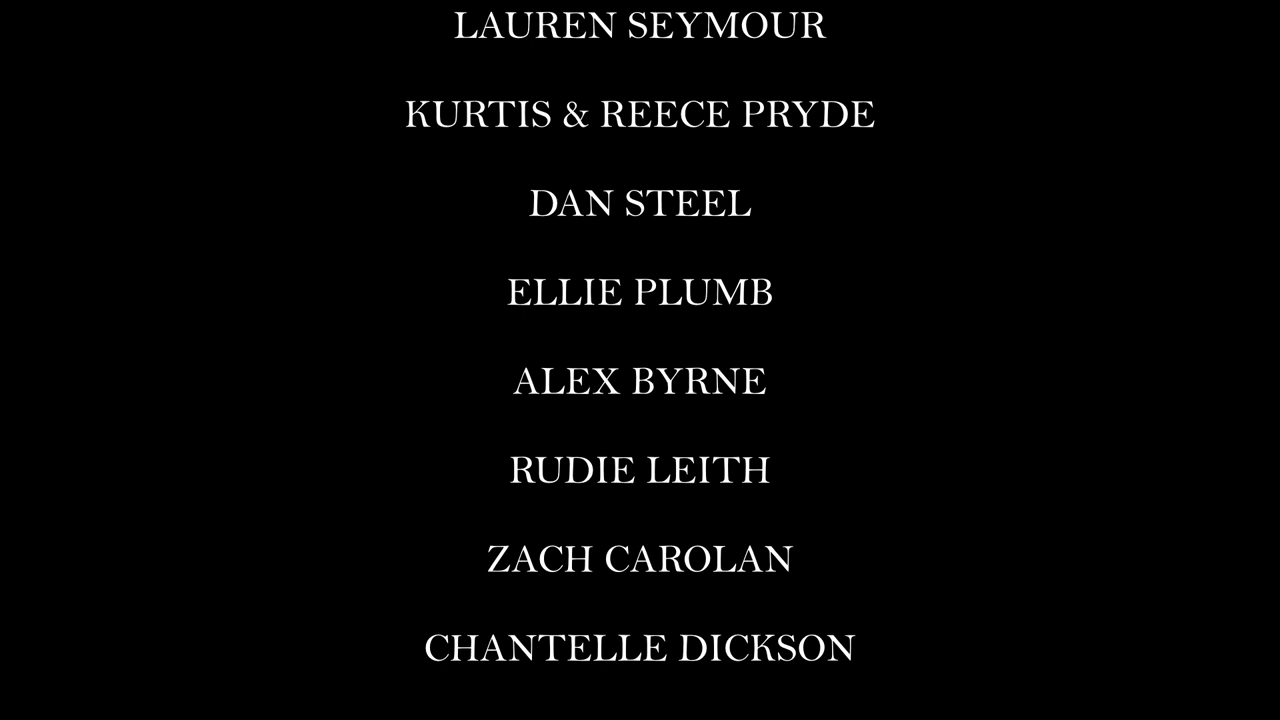 LAUREN SEYMOUR
KURTIS & REECE PRYDE
DAN STEEL
ELLIE PLUMB
ALEX BYRNE
RUDIE LEITH
ZACH CAROLAN
CHANTELLE DICKSON